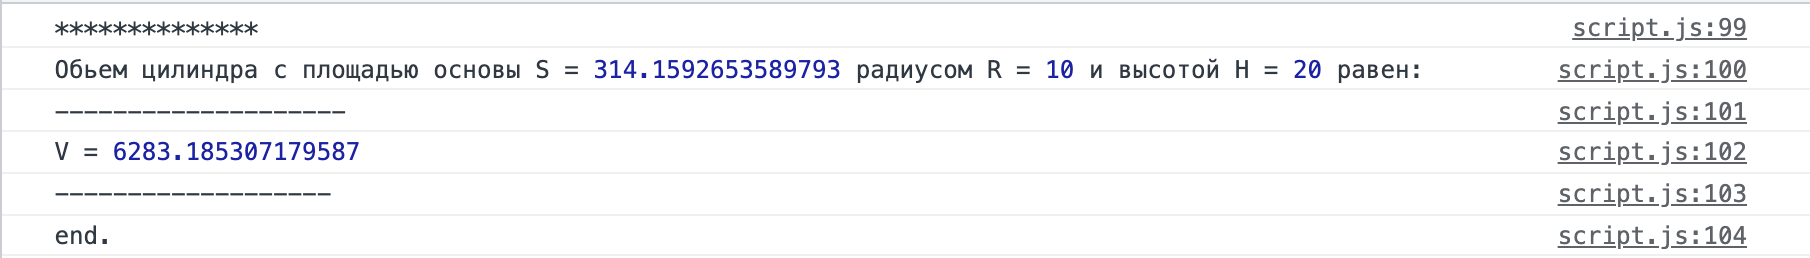 ************** script.js:99
Обьем цилиндра с площадью основы S = 314.1592653589793 радиусом R = 10 и высотой H = 20 равен: script.js:100
-------------------- script.js:101
V = 6283.185307179587 script.js:102
------------------- script.js:103
end. script.js:104